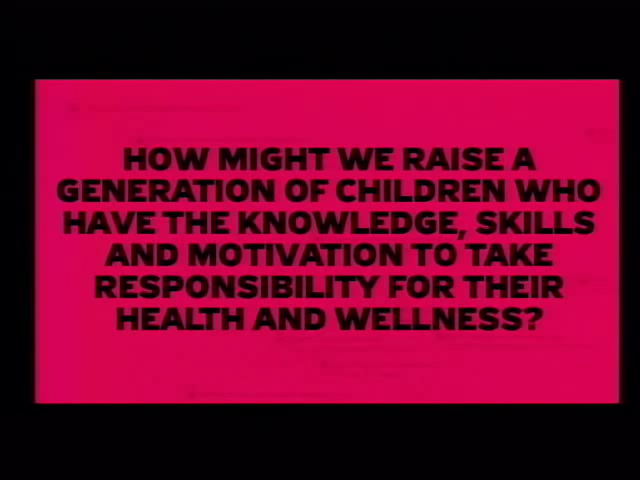 HOW MIGHT WE RAISE A
GENERATION OF CHILDREN WHO
HAVE THE KNOWLEDGE, SKILLS
AND MOTIVATION TO TAKE
RESPONSIBILITY FOR THEIR
HEALTH AND WELLNESS?